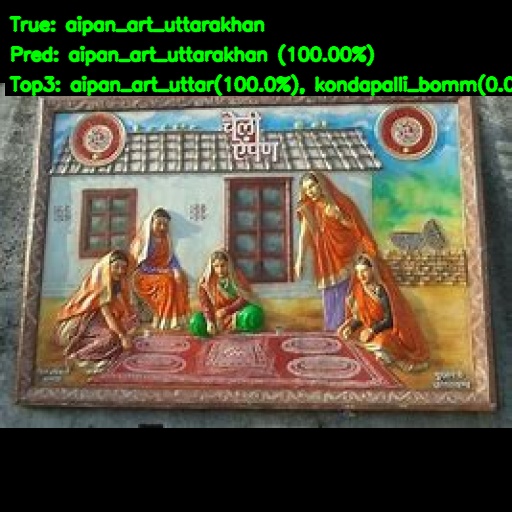 True: aipan_art_uttarakhan
Pred: aipan_art_uttarakhan (100.00%)
Top3: aipan_art_uttar(100.0%), kondapalli_bomm(0.0
चेली
ऐपण